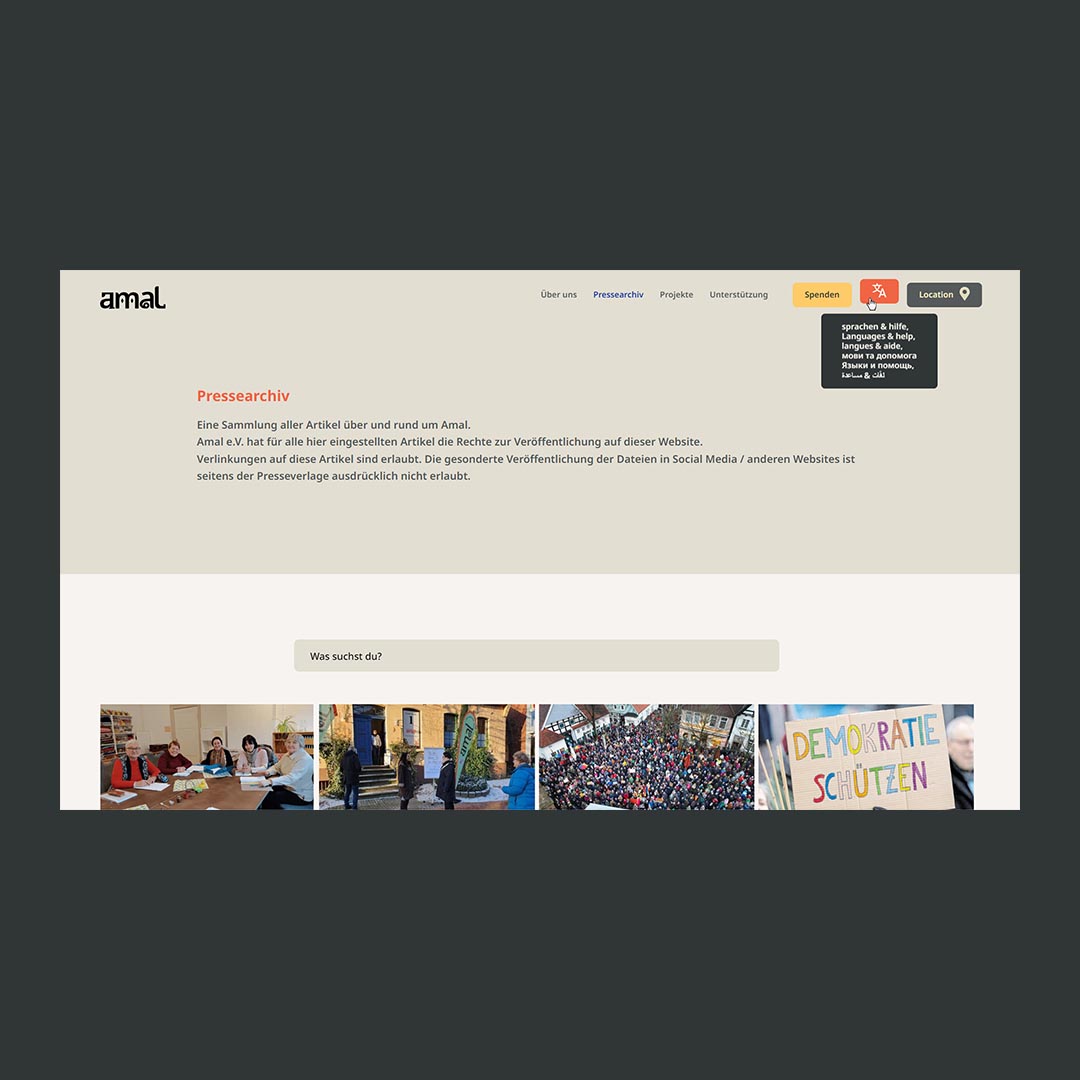 amal
Über uns
Pressearchiv
Projekte
Unterstützung
Spenden
Location
sprachen & hilfe,
Languages & help,
langues & aide,
мови та допомога
Языки и помощь,
لغات & مساعدة
Pressearchiv
Eine Sammlung aller Artikel über und rund um Amal.
Amal e.V. hat für alle hier eingestellten Artikel die Rechte zur Veröffentlichung auf dieser Website.
Verlinkungen auf diese Artikel sind erlaubt. Die gesonderte Veröffentlichung der Dateien in Social Media / anderen Websites ist
seitens der Presseverlage ausdrücklich nicht erlaubt.
Was suchst du?
amal
DEMOKRATIE
SCHÜTZEN